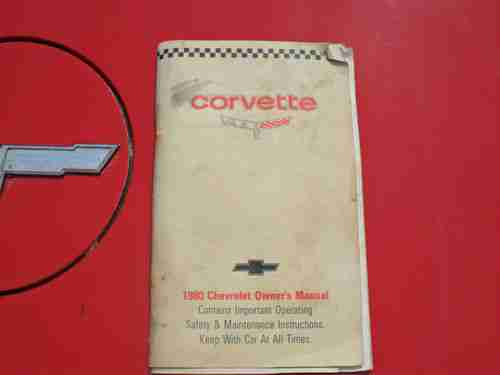 corvette
1980 Chevrolet Owner's Manual
Contains Important Operating
Safety & Maintenance Instructions.
Keep With Car At All Times.